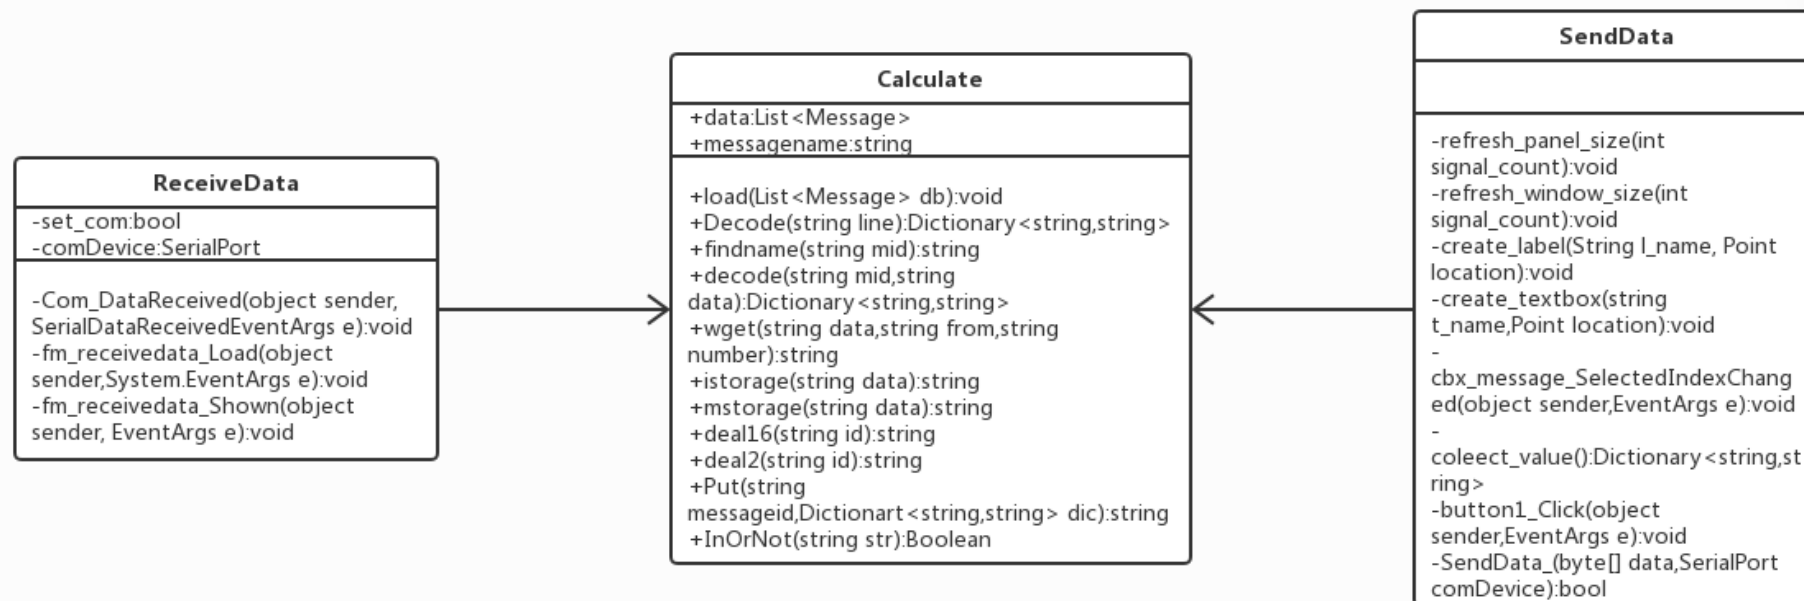 ReceiveData
-set_com:bool
-comDevice:SerialPort
-Com_DataReceived(object sender,
SerialDataReceivedEventArgs e):void
-fm_receivedata_Load(object
sender,System.EventArgs e):void
-fm_receivedata_Shown(object
sender, EventArgs e):void
Calculate
+data:List<Message>
+messagename:string
+load(List<Message> db):void
+Decode(string line):Dictionary<string,string>
+findname(string mid):string
+decode(string mid,string
data):Dictionary<string,string>
+wget(string data,string from,string
number):string
+istorage(string data):string
+mstorage(string data):string
+deal16(string id):string
+deal2(string id):string
+Put(string
messageid,Dictionart<string,string> dic):string
+InOrNot(string str):Boolean
SendData
-refresh_panel_size(int
signal_count):void
-refresh_window_size(int
signal_count):void
-create_label(String l_name, Point
location):void
-create_textbox(string
t_name,Point location):void
-
cbx_message_SelectedIndexChang
ed(object sender,EventArgs e):void
-
coleect_value():Dictionary<string,st
ring>
-button1_Click(object
sender,EventArgs e):void
-SendData_(byte[] data,SerialPort
comDevice):bool